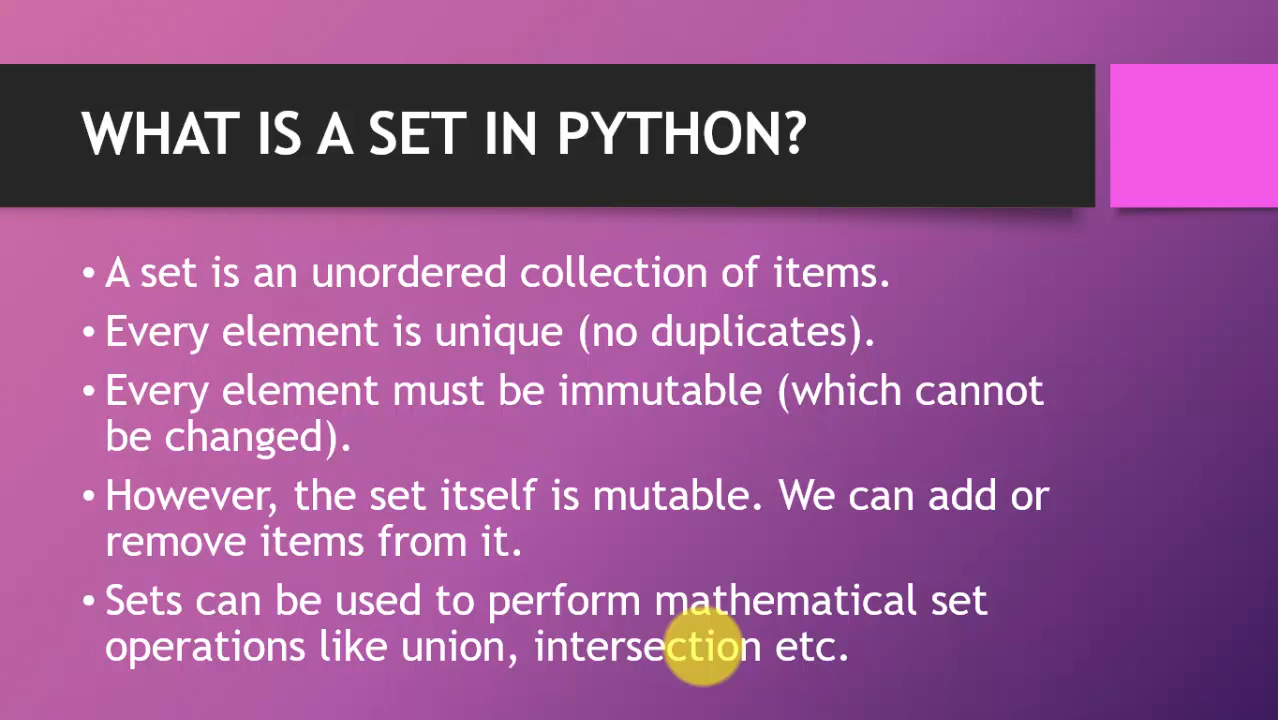 WHAT IS A SET IN PYTHON?
• A set is an unordered collection of items.
• Every element is unique (no duplicates).
• Every element must be immutable (which cannot
be changed).
• However, the set itself is mutable. We can add or
remove items from it.
• Sets can be used to perform mathematical set
operations like union, intersection etc.